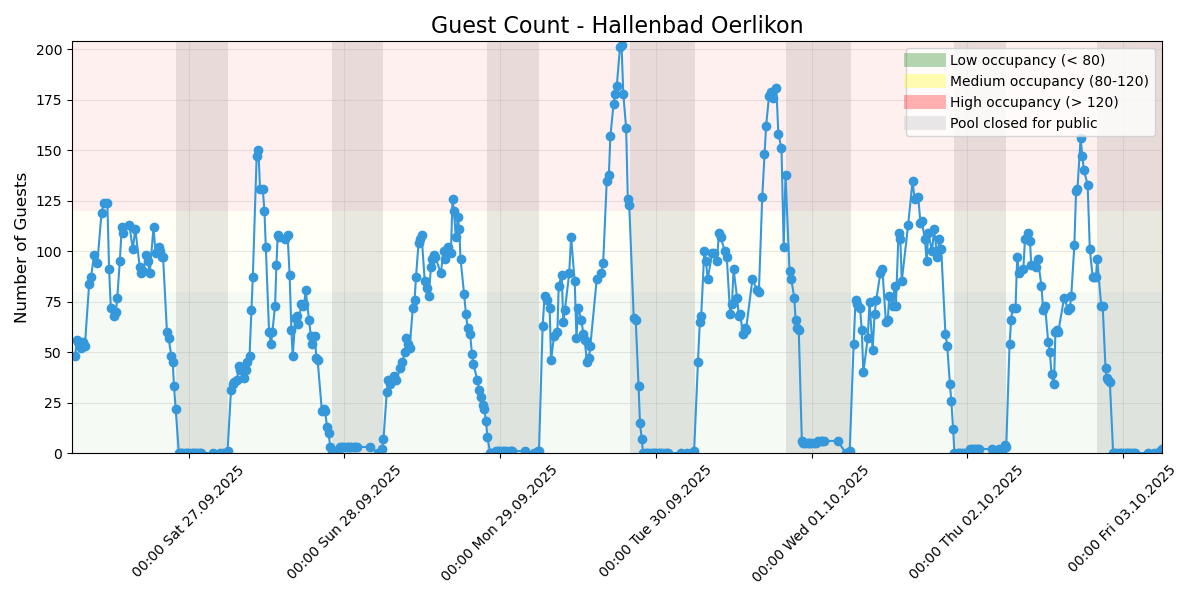 Guest Count - Hallenbad Oerlikon
Number of Guests
200
175
150
125
100
75
50
25
0
Low occupancy (< 80)
Medium occupancy (80-120)
High occupancy (> 120)
Pool closed for public
00:00 Sat 27.09.2025
00:00 Sun 28.09.2025
00:00 Mon 29.09.2025
00:00 Tue 30.09.2025
00:00 Wed 01.10.2025
00:00 Thu 02.10.2025
00:00 Fri 03.10.2025